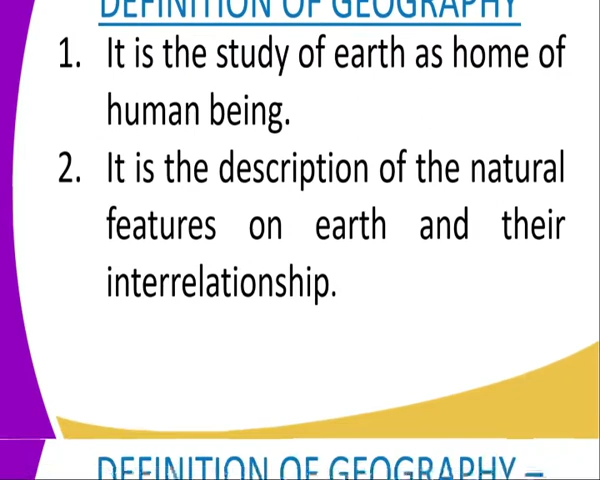 DEFINITION OF GEOGRAPHY
1. It is the study of earth as home of
human being.
2. It is the description of the natural
features on earth and their
interrelationship.
DEFINITION OF GEOGRAPHY –